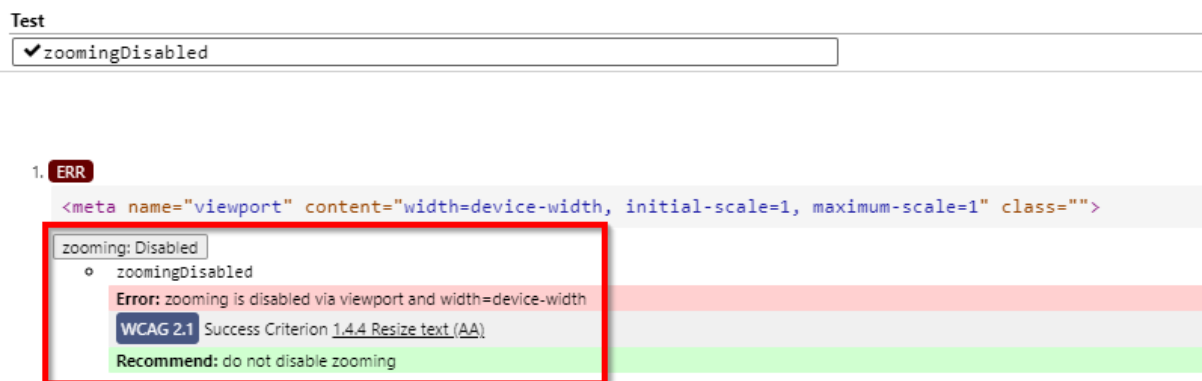 Test
✔zoomingDisabled
1. ERR
<meta name="viewport" content="width=device-width, initial-scale=1, maximum-scale=1" class="">
zooming: Disabled
zoomingDisabled
Error: zooming is disabled via viewport and width=device-width
WCAG 2.1 Success Criterion 1.4.4 Resize text (AA)
Recommend: do not disable zooming